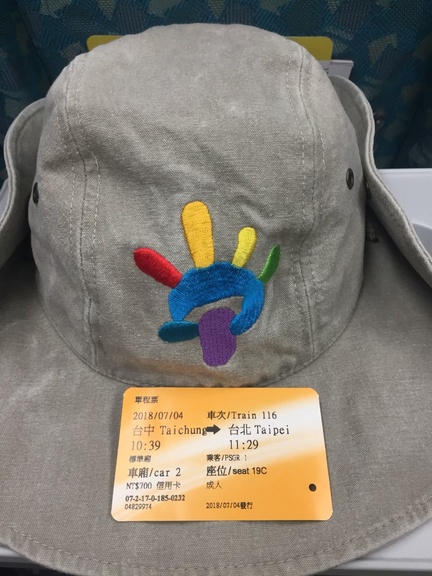 單程票
2018/07/04 車次/Train 116
台中 Taichung➡台北 Taipei
10:39 11:29
標準廂 乘客/PSGR 1
車廂/car 2 座位/seat 19C
NT$700 信用卡 成人
07-2-17-0-185-0232
04829974 2018/07/04發行